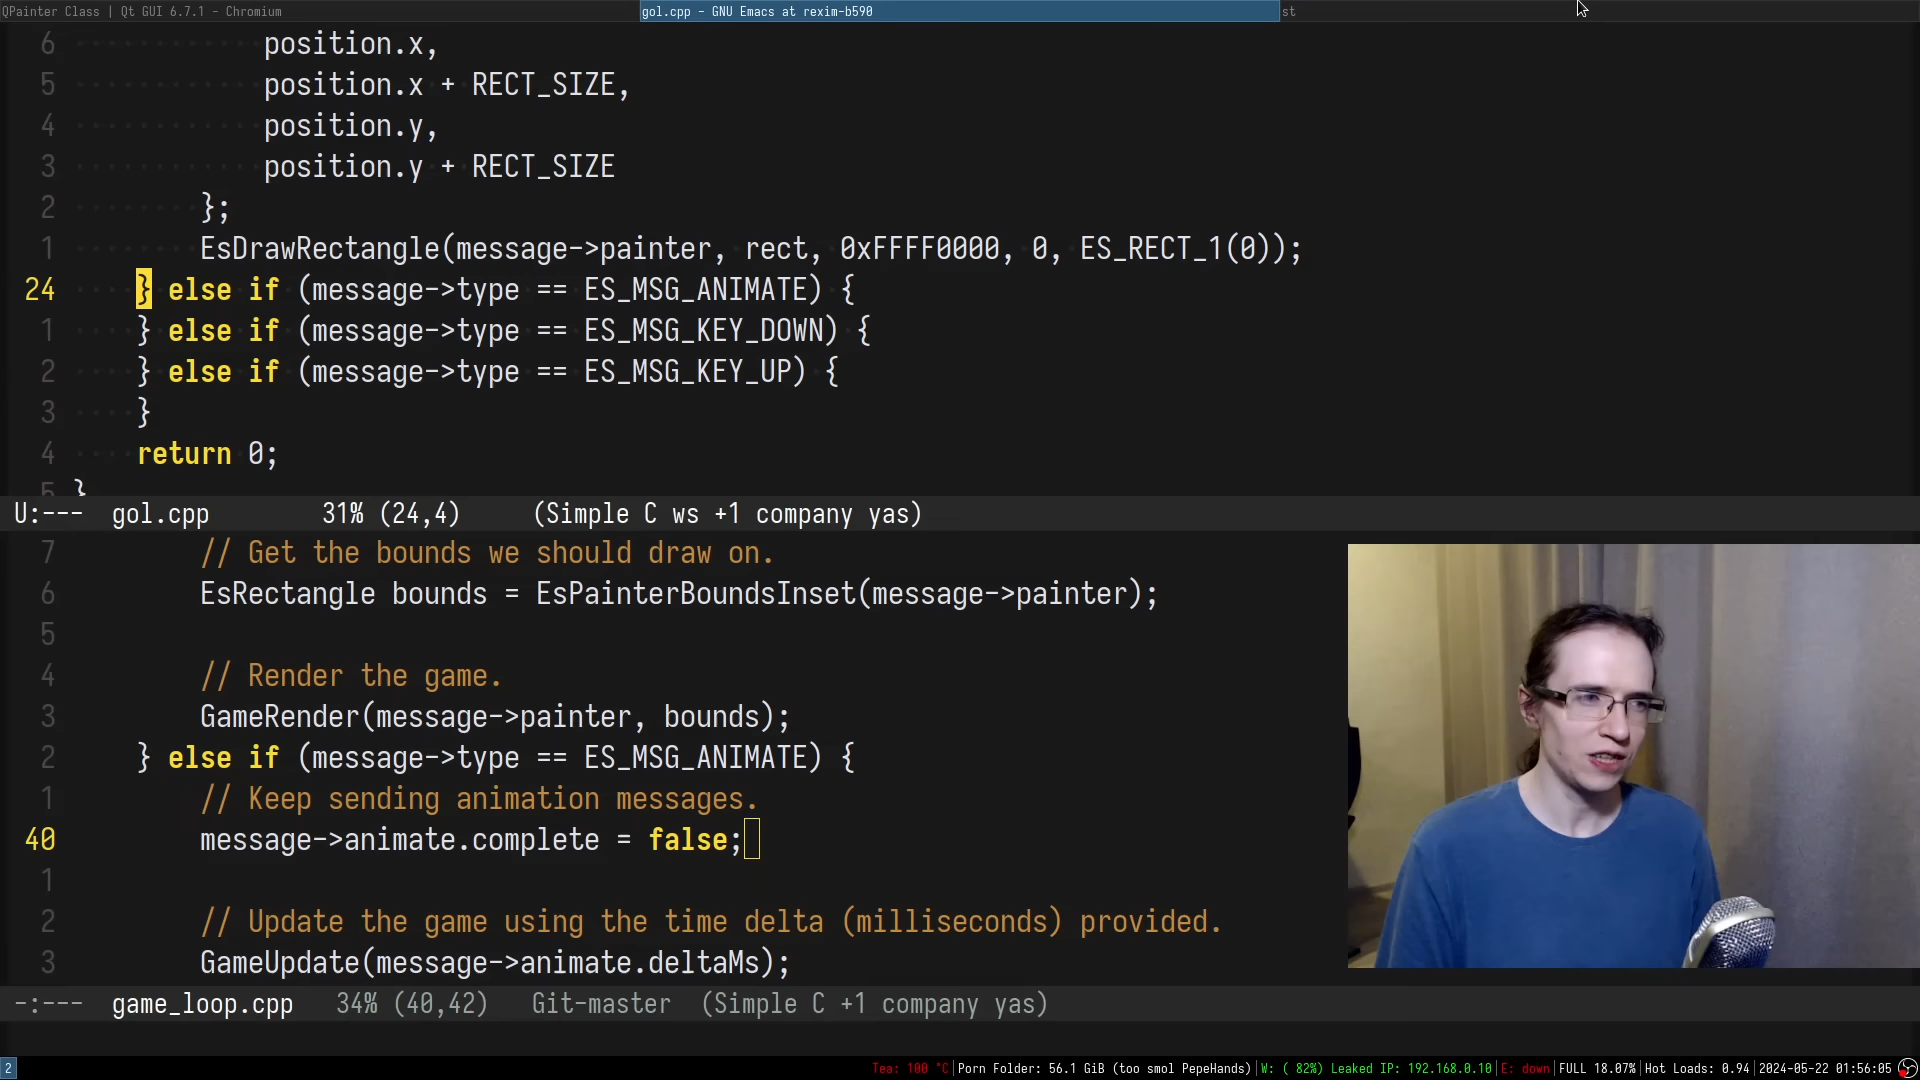 QPainter Class | Qt GUI 6.7.1 - Chromium
gol.cpp - GNU Emacs at rexim-b590
st
6 position.x,
5 position.x + RECT_SIZE,
4 position.y,
3 position.y + RECT_SIZE
2 };
1 EsDrawRectangle(message->painter, rect, 0xFFFF0000, 0, ES_RECT_1(0));
24 } else if (message->type == ES_MSG_ANIMATE) {
1 } else if (message->type == ES_MSG_KEY_DOWN) {
2 } else if (message->type == ES_MSG_KEY_UP) {
3 }
4 return 0;
5 }
U:--- gol.cpp 31% (24,4) (Simple C ws +1 company yas)
7 // Get the bounds we should draw on.
6 EsRectangle bounds = EsPainterBoundsInset(message->painter);
5
4 // Render the game.
3 GameRender(message->painter, bounds);
2 } else if (message->type == ES_MSG_ANIMATE) {
1 // Keep sending animation messages.
40 message->animate.complete = false;
1
2 // Update the game using the time delta (milliseconds) provided.
3 GameUpdate(message->animate.deltaMs);
-:--- game_loop.cpp 34% (40,42) Git-master (Simple C +1 company yas)
2 Tea: 100 °C|Porn Folder: 56.1 GiB (too smol PepeHands)|W: ( 82%) Leaked IP: 192.168.0.10|E: down|FULL 18.07%|Hot Loads: 0.94|2024-05-22 01:56:05